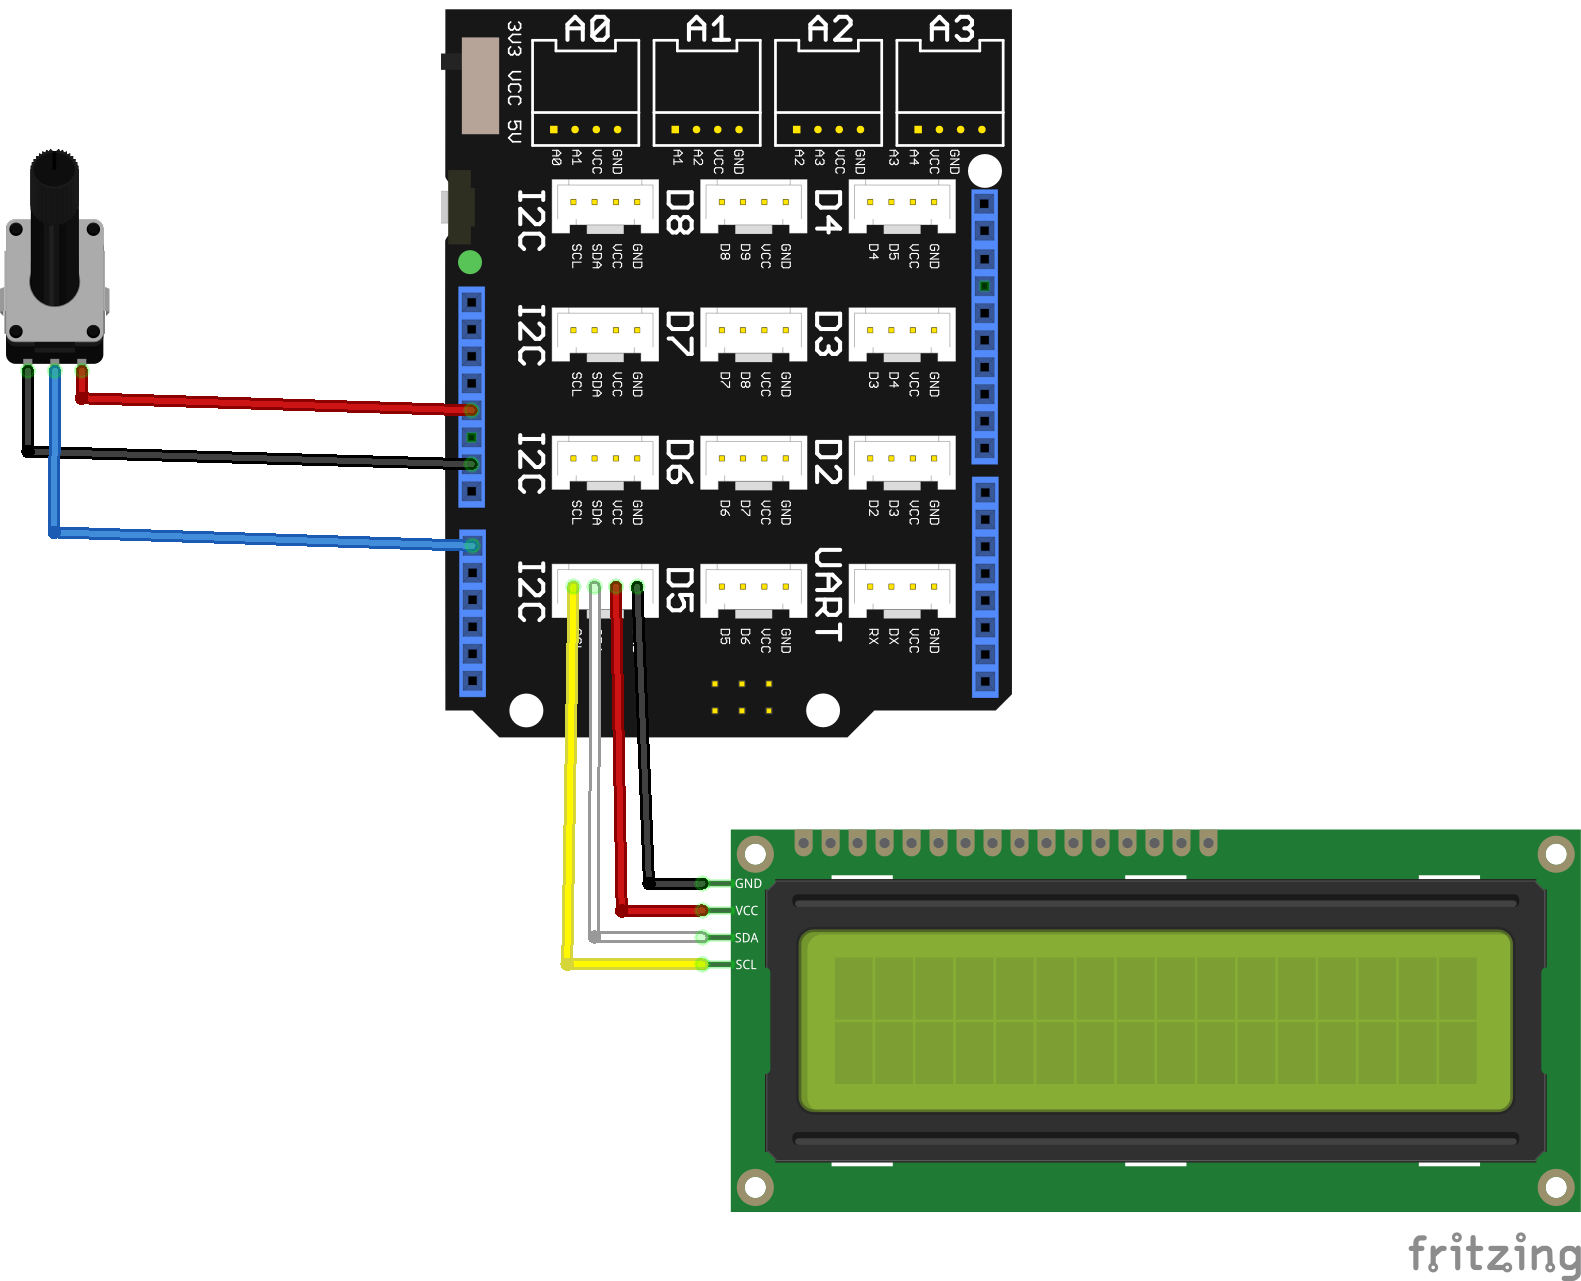 A0 A1 A2 A3
3V3 VCC 5V
A0 A1 VCC GND A1 A2 VCC GND A2 A3 VCC GND A3 A4 VCC GND
I2C D8 D4
SCL SDA VCC GND D8 D9 VCC GND D4 D5 VCC GND
I2C D7 D3
SCL SDA VCC GND D7 D8 VCC GND D3 D4 VCC GND
I2C D6 D2
SCL SDA VCC GND D6 D7 VCC GND D2 D3 VCC GND
I2C D5 UART
D5 D6 VCC GND RX DX VCC GND
GND
VCC
SDA
SCL
fritzing